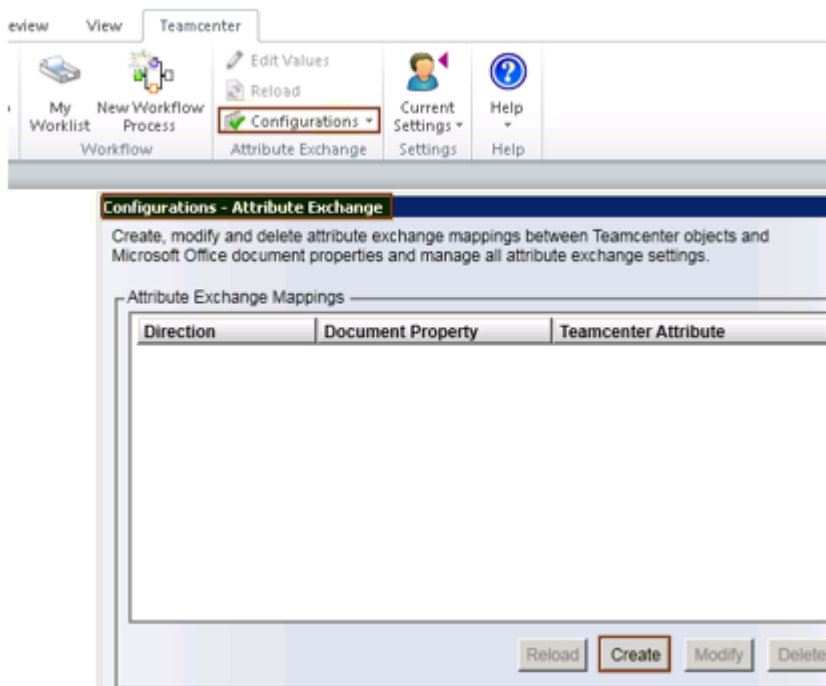 eview View Teamcenter
Edit Values
Reload
My Worklist
New Workflow Process
Configurations
Current Settings
Help
Workflow
Attribute Exchange
Settings
Help
Configurations - Attribute Exchange
Create, modify and delete attribute exchange mappings between Teamcenter objects and
Microsoft Office document properties and manage all attribute exchange settings.
Attribute Exchange Mappings
Direction Document Property Teamcenter Attribute
Reload Create Modify Delete